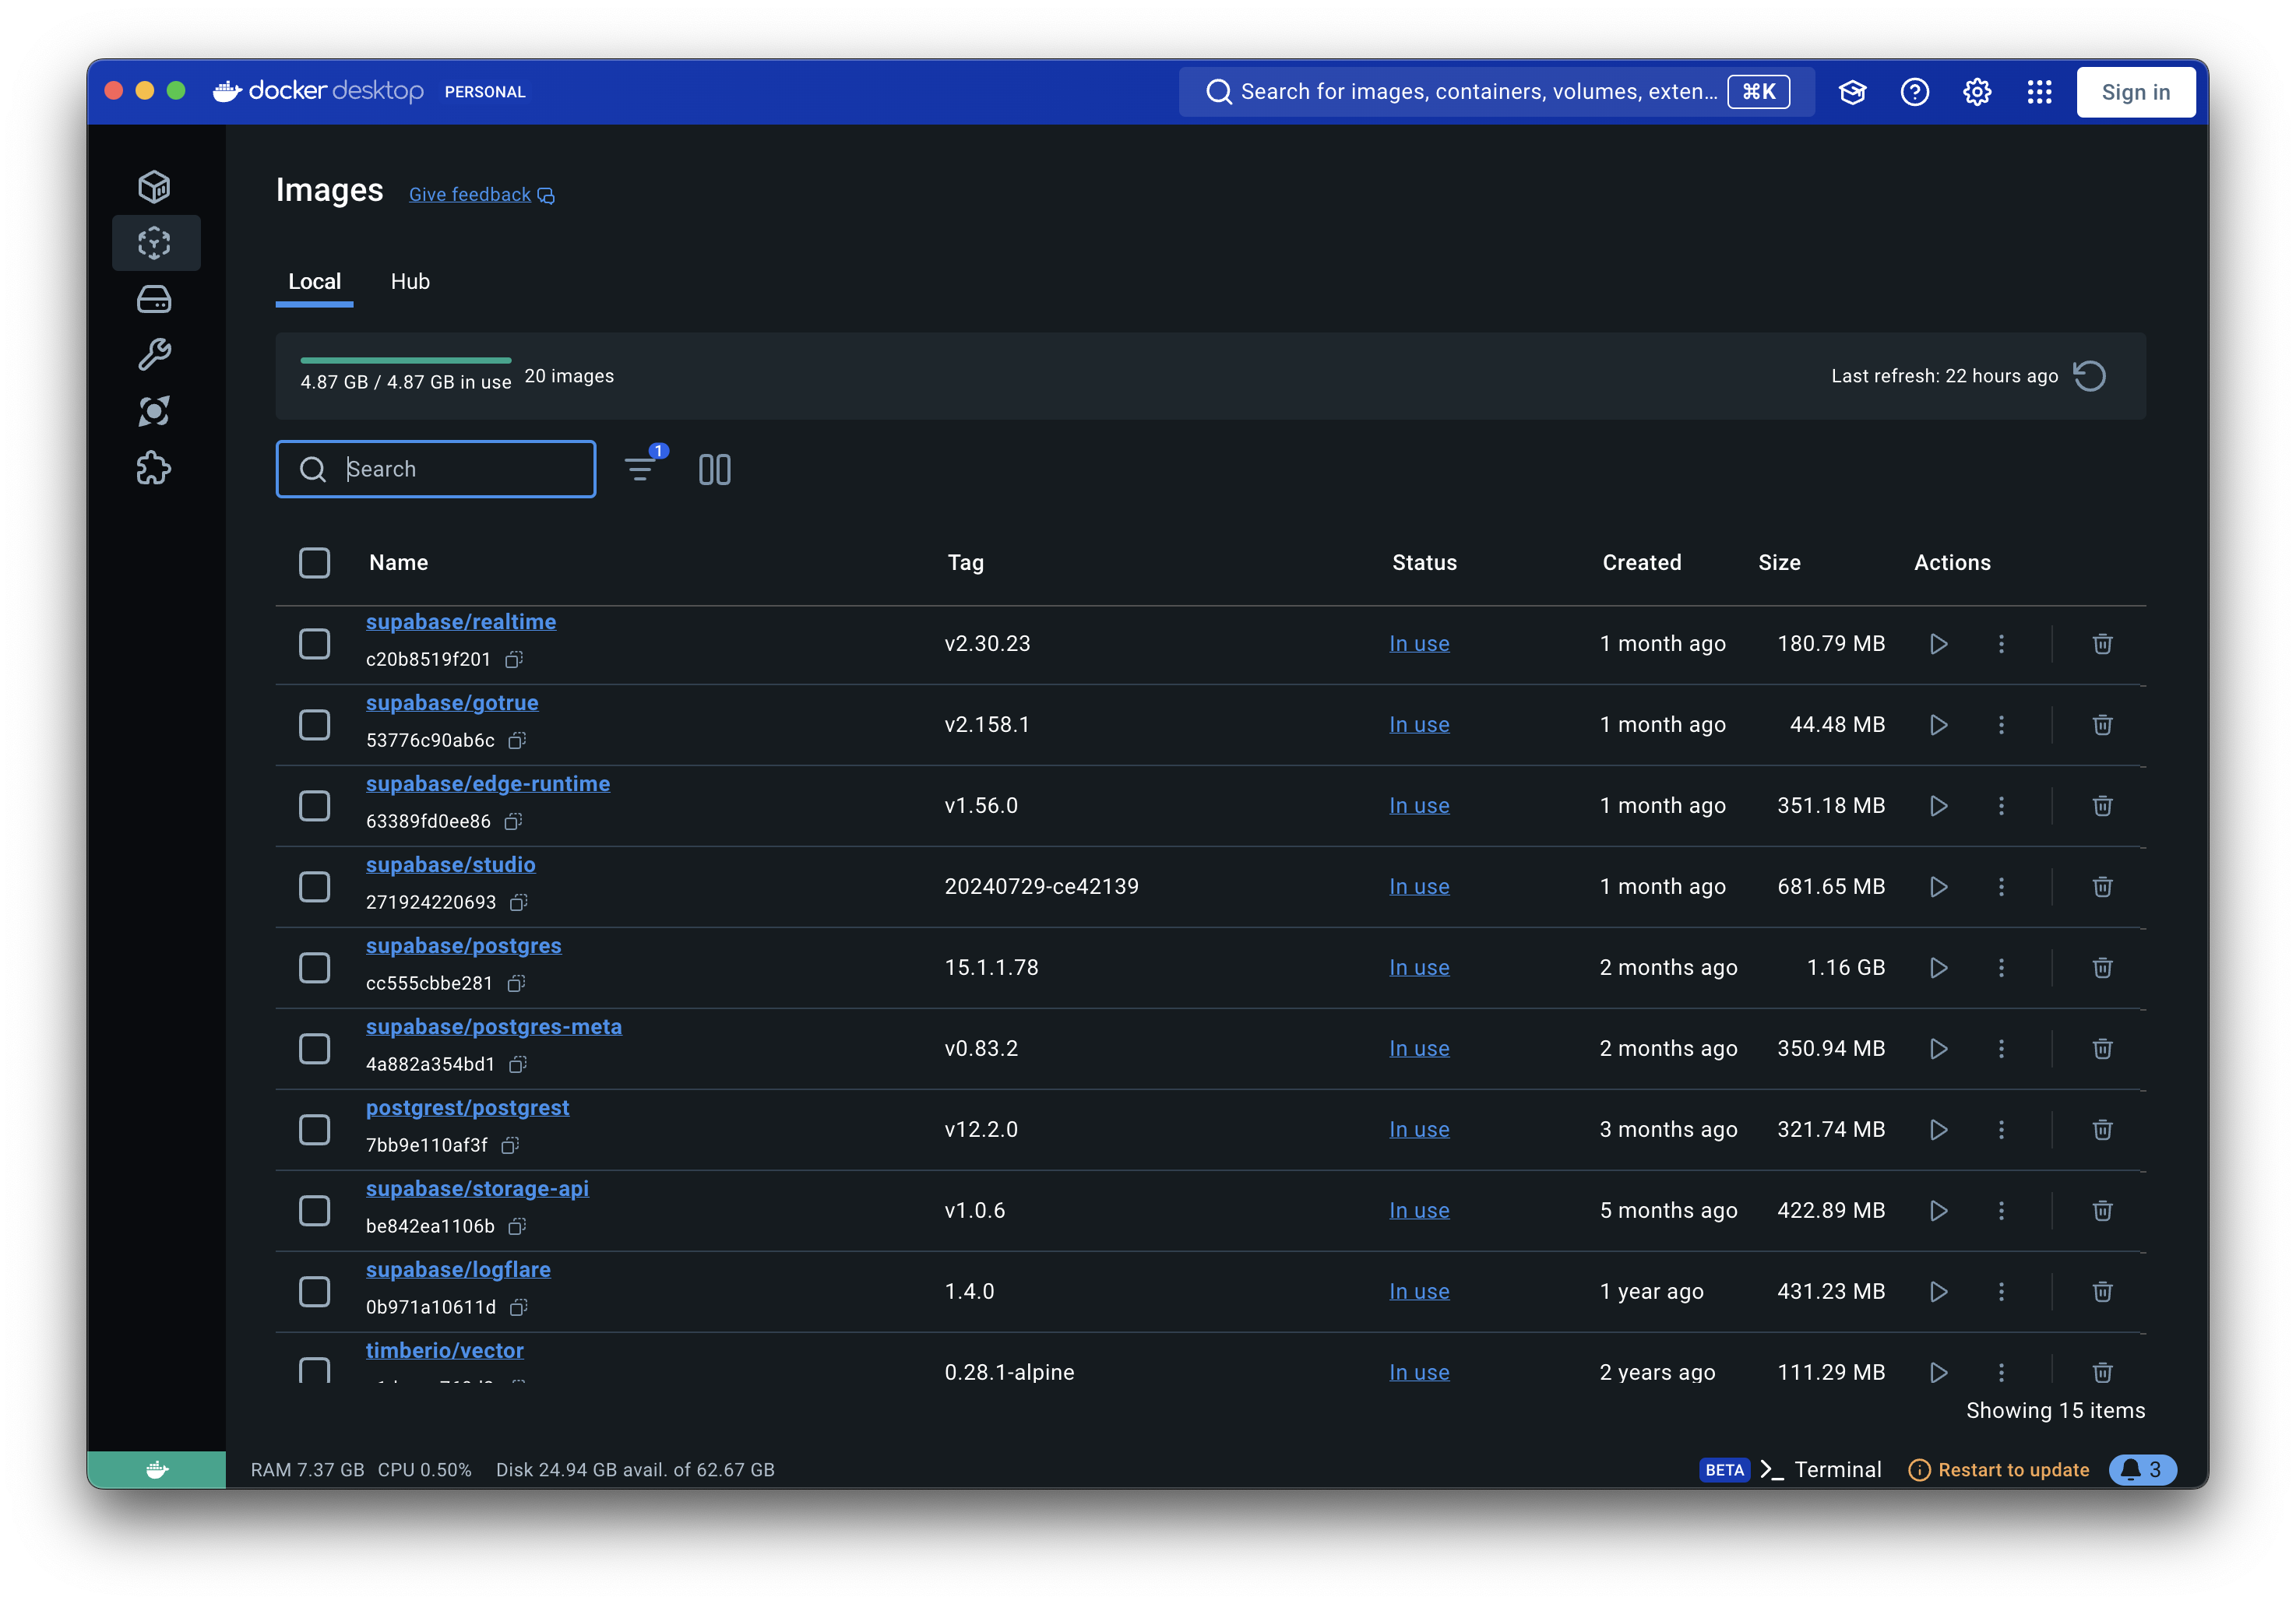 docker desktop PERSONAL
Search for images, containers, volumes, exten... ⌘K
Sign in
Images Give feedback
Local Hub
4.87 GB / 4.87 GB in use 20 images
Last refresh: 22 hours ago
Search
1
Name Tag Status Created Size Actions
supabase/realtime
c20b8519f201
v2.30.23 In use 1 month ago 180.79 MB
supabase/gotrue
53776c90ab6c
v2.158.1 In use 1 month ago 44.48 MB
supabase/edge-runtime
63389fd0ee86
v1.56.0 In use 1 month ago 351.18 MB
supabase/studio
271924220693
20240729-ce42139 In use 1 month ago 681.65 MB
supabase/postgres
cc555cbbe281
15.1.1.78 In use 2 months ago 1.16 GB
supabase/postgres-meta
4a882a354bd1
v0.83.2 In use 2 months ago 350.94 MB
postgrest/postgrest
7bb9e110af3f
v12.2.0 In use 3 months ago 321.74 MB
supabase/storage-api
be842ea1106b
v1.0.6 In use 5 months ago 422.89 MB
supabase/logflare
0b971a10611d
1.4.0 In use 1 year ago 431.23 MB
timberio/vector
0.28.1-alpine In use 2 years ago 111.29 MB
Showing 15 items
RAM 7.37 GB CPU 0.50% Disk 24.94 GB avail. of 62.67 GB
BETA Terminal Restart to update 3